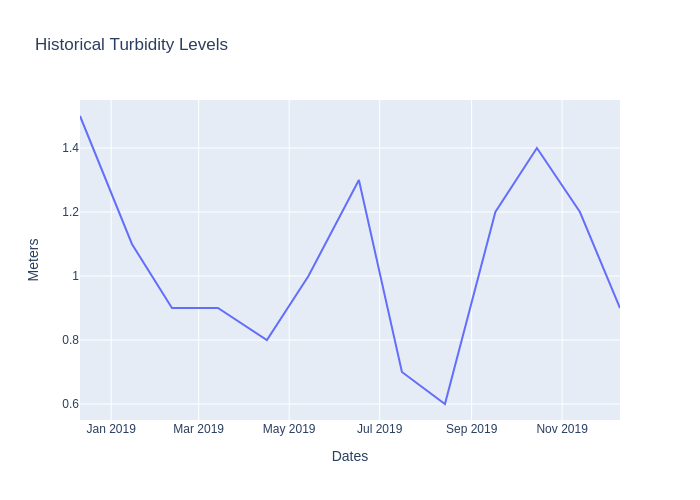 Historical Turbidity Levels
Meters
1.4
1.2
1
0.8
0.6
Jan 2019
Mar 2019
May 2019
Jul 2019
Sep 2019
Nov 2019
Dates